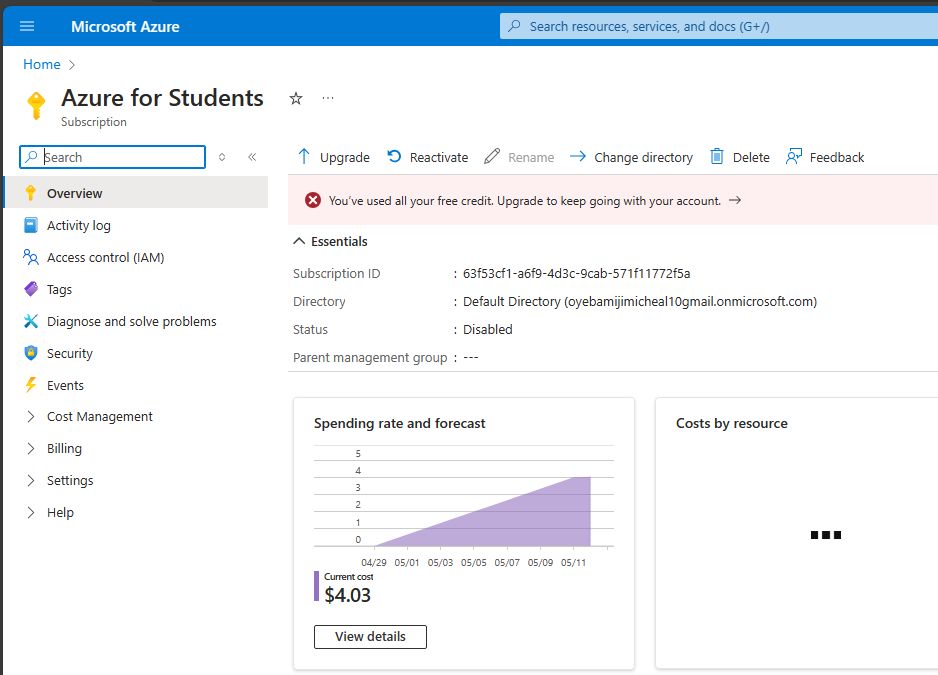 Microsoft Azure
Search resources, services, and docs (G+/)
Home
Azure for Students
Subscription
Search
Upgrade Reactivate Rename Change directory Delete Feedback
Overview
Activity log
Access control (IAM)
Tags
Diagnose and solve problems
Security
Events
Cost Management
Billing
Settings
Help
You've used all your free credit. Upgrade to keep going with your account.
Essentials
Subscription ID : 63f53cf1-a6f9-4d3c-9cab-571f11772f5a
Directory : Default Directory (oyebamijimicheal10gmail.onmicrosoft.com)
Status : Disabled
Parent management group : ---
Spending rate and forecast
5
4
3
2
1
0
04/29 05/01 05/03 05/05 05/07 05/09 05/11
Current cost
$4.03
View details
Costs by resource